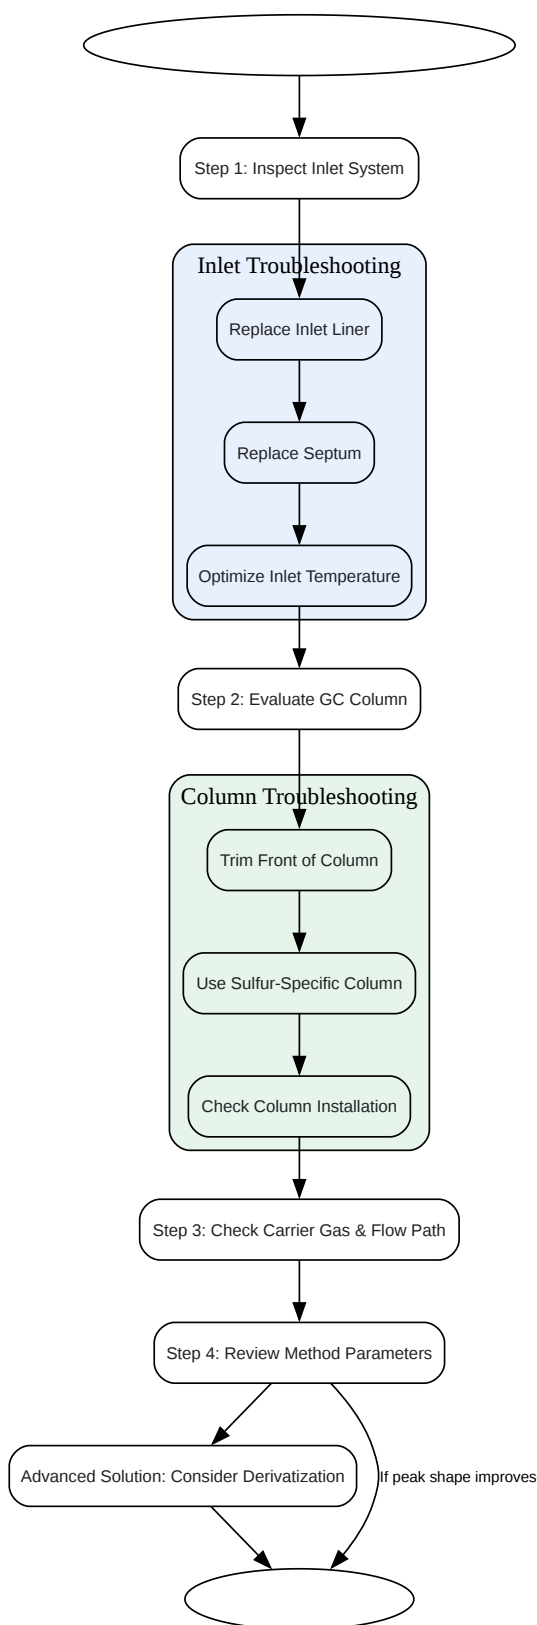 Step 1: Inspect Inlet System
Inlet Troubleshooting
Replace Inlet Liner
Replace Septum
Optimize Inlet Temperature
Step 2: Evaluate GC Column
Column Troubleshooting
Trim Front of Column
Use Sulfur-Specific Column
Check Column Installation
Step 3: Check Carrier Gas & Flow Path
Step 4: Review Method Parameters
Advanced Solution: Consider Derivatization
If peak shape improves